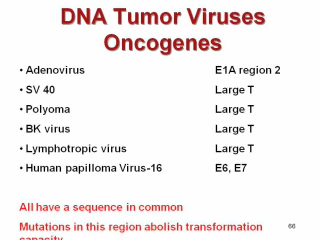 DNA Tumor Viruses
Oncogenes
• Adenovirus E1A region 2
• SV 40 Large T
• Polyoma Large T
• BK virus Large T
• Lymphotropic virus Large T
• Human papilloma Virus-16 E6, E7
All have a sequence in common
Mutations in this region abolish transformation
capacity
66